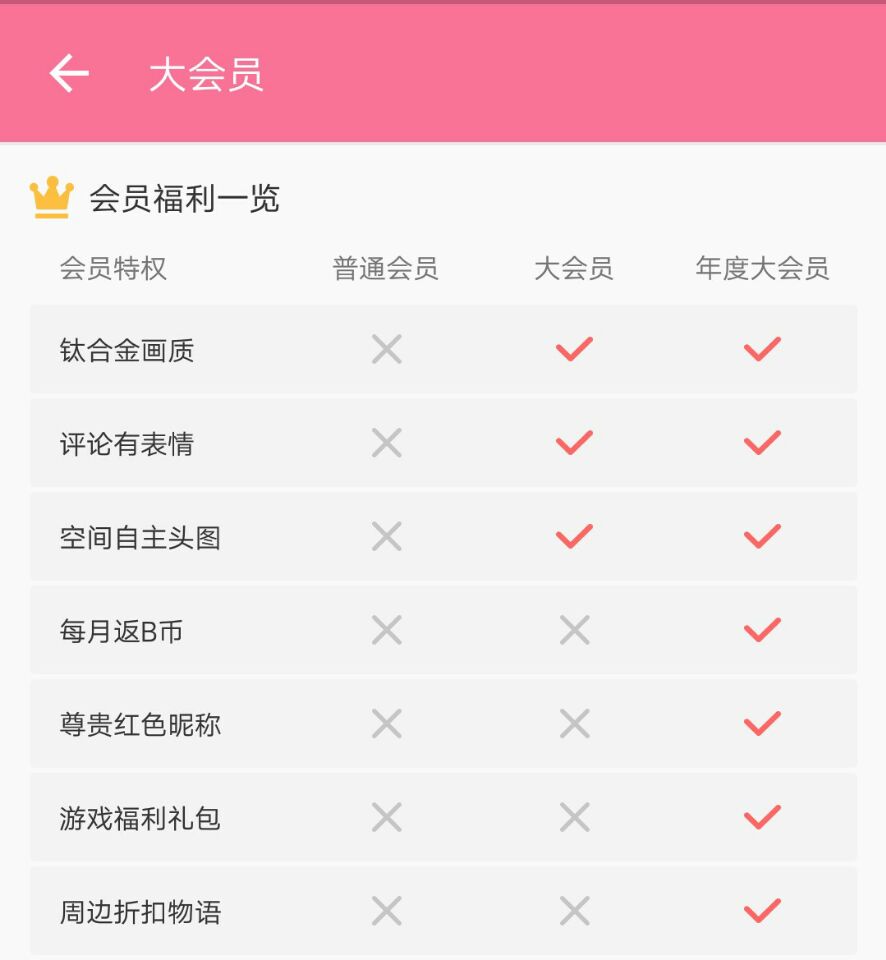 大会员
会员福利一览
会员特权 普通会员 大会员 年度大会员
钛合金画质
评论有表情
空间自主头图
每月返B币
尊贵红色昵称
游戏福利礼包
周边折扣物语